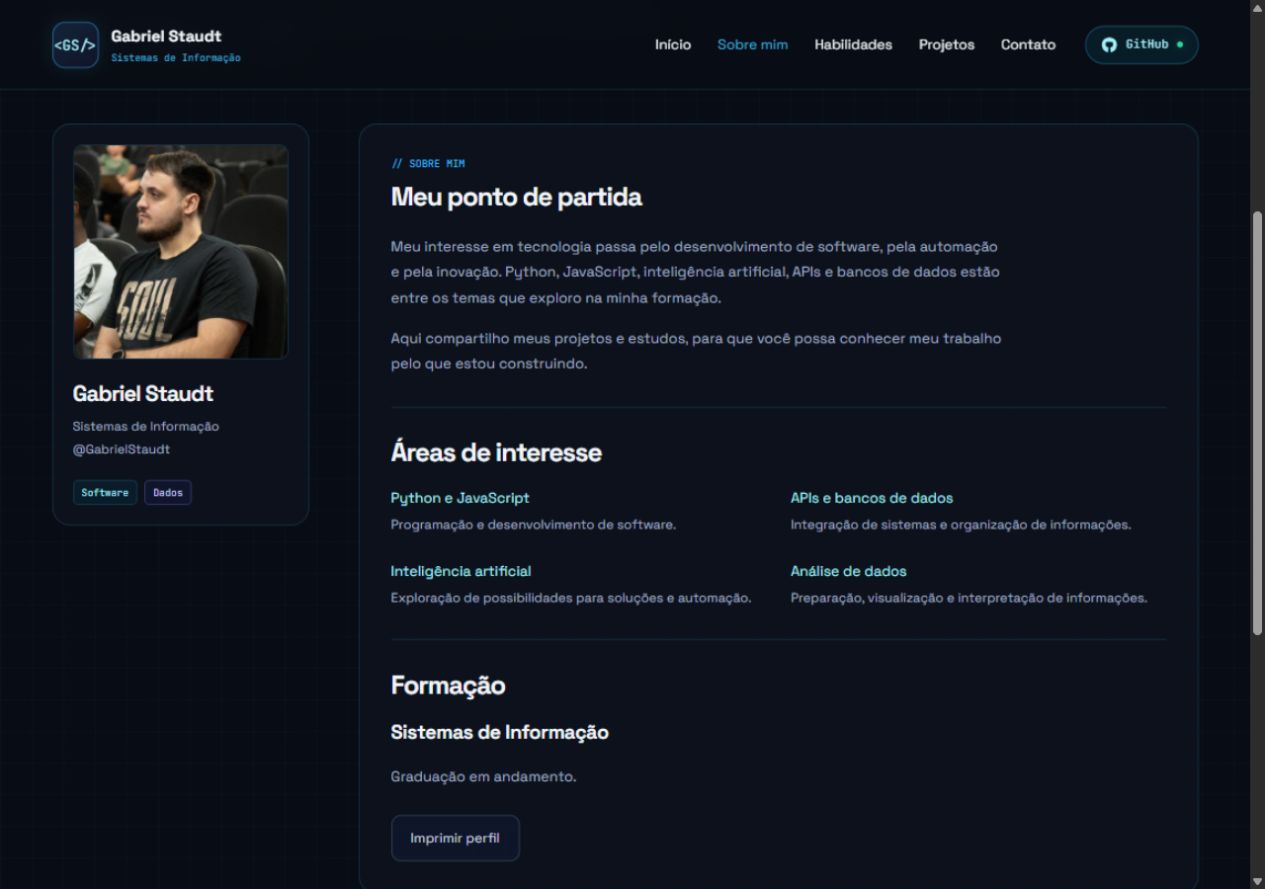 <GS/>
Gabriel Staudt
Sistemas de Informação
Início
Sobre mim
Habilidades
Projetos
Contato
GitHub
SOUL
Gabriel Staudt
Sistemas de Informação
@GabrielStaudt
Software
Dados
// SOBRE MIM
Meu ponto de partida
Meu interesse em tecnologia passa pelo desenvolvimento de software, pela automação
e pela inovação. Python, JavaScript, inteligência artificial, APIs e bancos de dados estão
entre os temas que exploro na minha formação.
Aqui compartilho meus projetos e estudos, para que você possa conhecer meu trabalho
pelo que estou construindo.
Áreas de interesse
Python e JavaScript
Programação e desenvolvimento de software.
APIs e bancos de dados
Integração de sistemas e organização de informações.
Inteligência artificial
Exploração de possibilidades para soluções e automação.
Análise de dados
Preparação, visualização e interpretação de informações.
Formação
Sistemas de Informação
Graduação em andamento.
Imprimir perfil